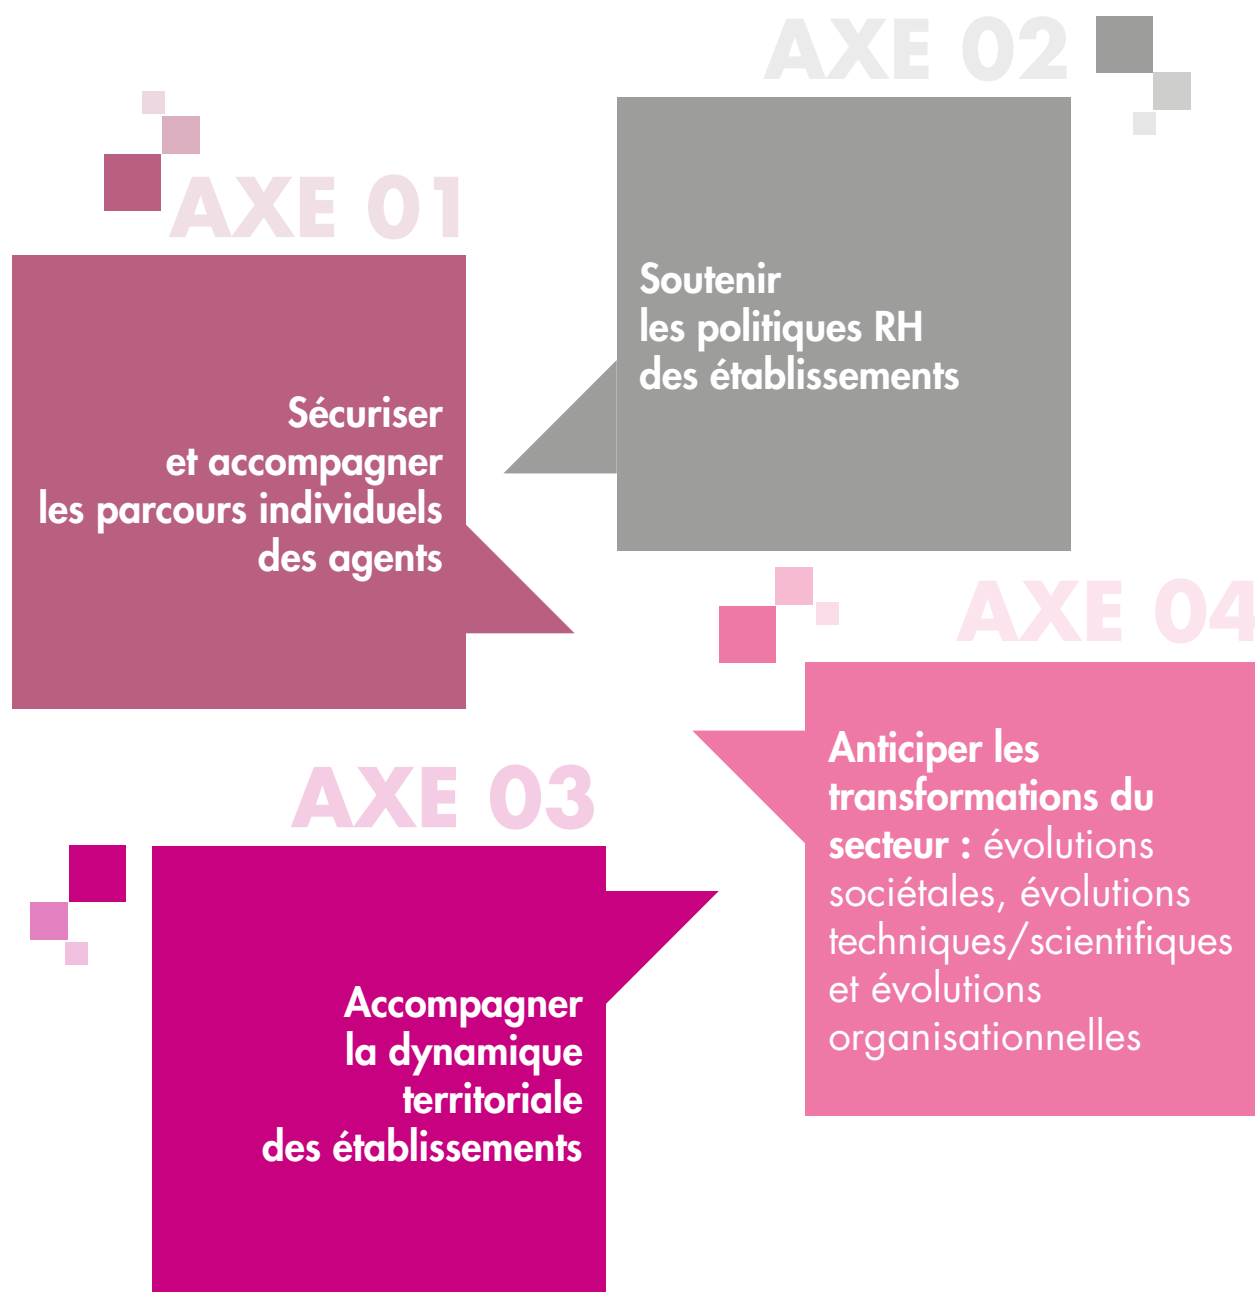 AXE 01
Sécuriser
et accompagner
les parcours individuels
des agents
AXE 02
Soutenir
les politiques RH
des établissements
AXE 03
Accompagner
la dynamique
territoriale
des établissements
AXE 04
Anticiper les
transformations du
secteur : évolutions
sociétales, évolutions
techniques/scientifiques
et évolutions
organisationnelles